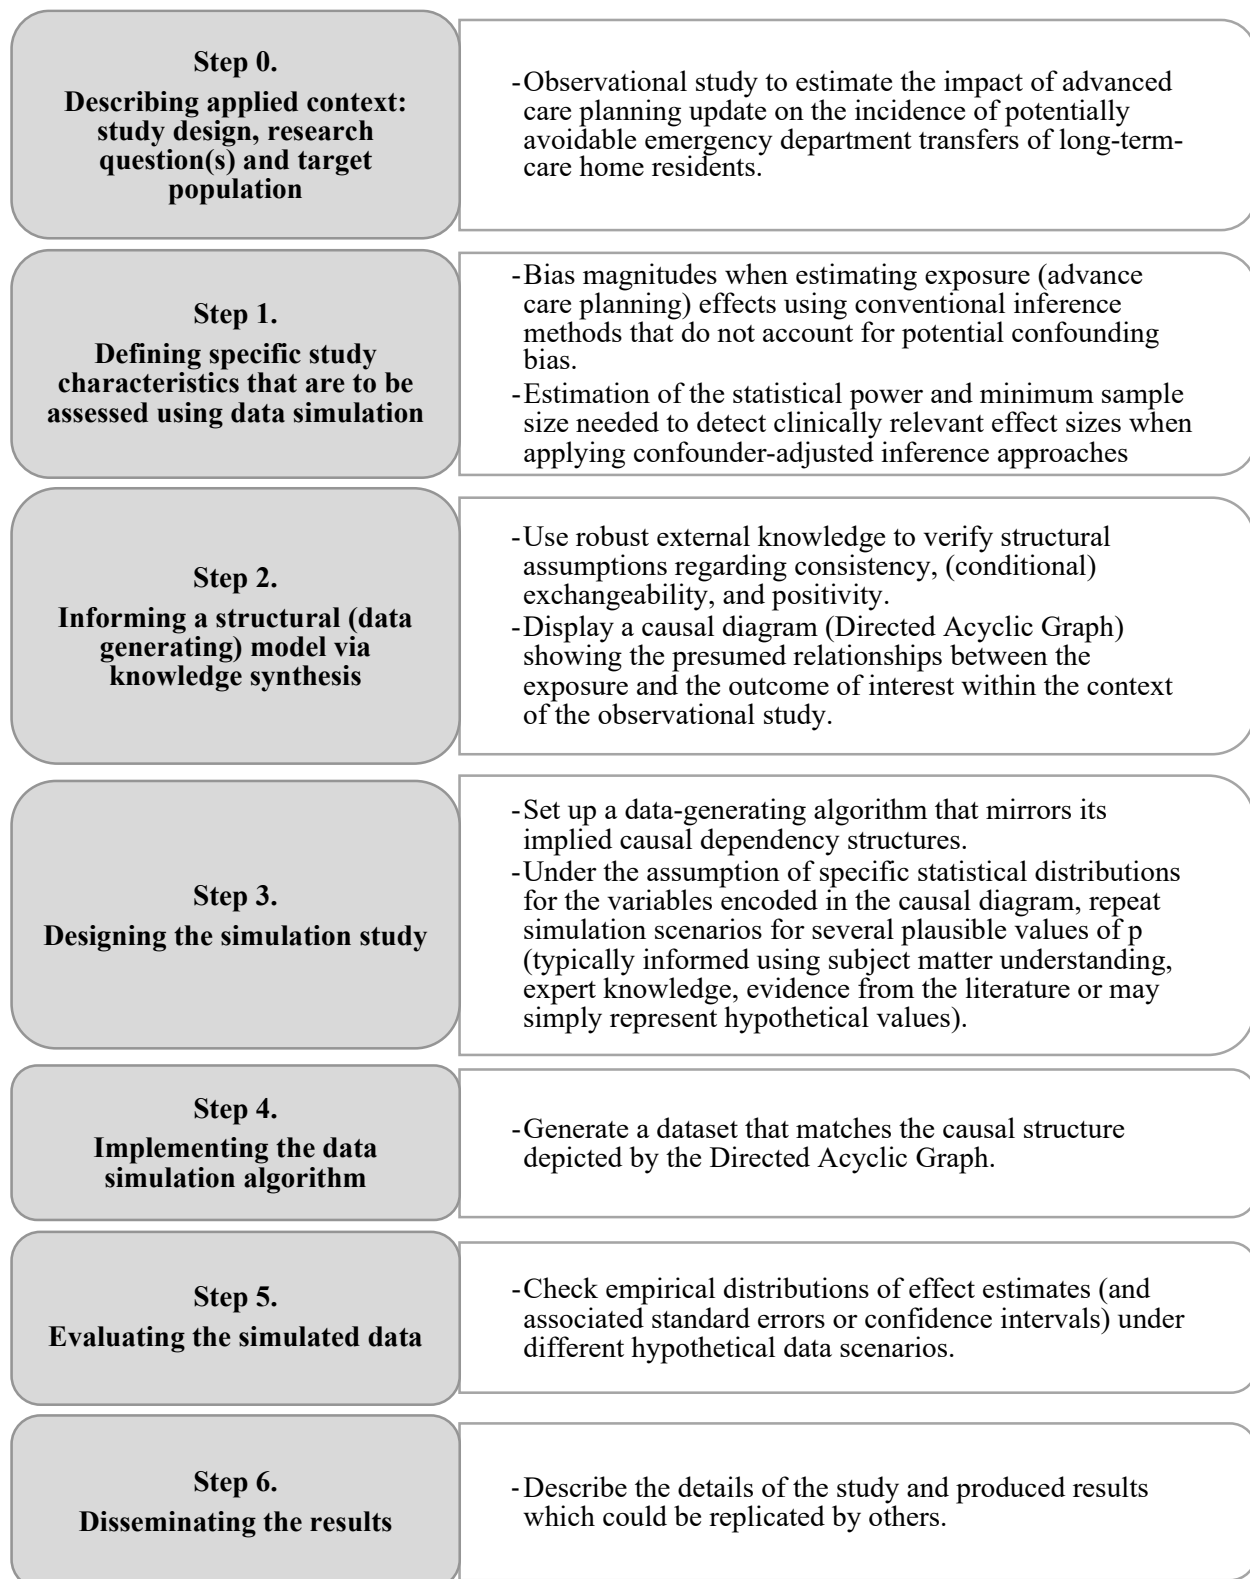 Step 0.
Describing applied context:
study design, research
question(s) and target
population
-Observational study to estimate the impact of advanced
care planning update on the incidence of potentially
avoidable emergency department transfers of long-term-
care home residents.
Step 1.
Defining specific study
characteristics that are to be
assessed using data simulation
-Bias magnitudes when estimating exposure (advance
care planning) effects using conventional inference
methods that do not account for potential confounding
bias.
-Estimation of the statistical power and minimum sample
size needed to detect clinically relevant effect sizes when
applying confounder-adjusted inference approaches
Step 2.
Informing a structural (data
generating) model via
knowledge synthesis
-Use robust external knowledge to verify structural
assumptions regarding consistency, (conditional)
exchangeability, and positivity.
-Display a causal diagram (Directed Acyclic Graph)
showing the presumed relationships between the
exposure and the outcome of interest within the context
of the observational study.
Step 3.
Designing the simulation study
-Set up a data-generating algorithm that mirrors its
implied causal dependency structures.
-Under the assumption of specific statistical distributions
for the variables encoded in the causal diagram, repeat
simulation scenarios for several plausible values of p
(typically informed using subject matter understanding,
expert knowledge, evidence from the literature or may
simply represent hypothetical values).
Step 4.
Implementing the data
simulation algorithm
-Generate a dataset that matches the causal structure
depicted by the Directed Acyclic Graph.
Step 5.
Evaluating the simulated data
-Check empirical distributions of effect estimates (and
associated standard errors or confidence intervals) under
different hypothetical data scenarios.
Step 6.
Disseminating the results
-Describe the details of the study and produced results
which could be replicated by others.